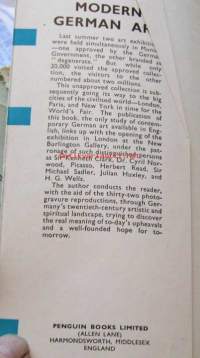 MODERN
GERMAN AR
Last summer two art exhibi
were held simultaneously in Muni
—one approved by the Germa
Government, the other branded as
"degenerate." But while
20,000 visited the approved collec-
tion, the visitors to the other
numbered about two millions.
This unapproved collection is sub-
sequently going its way to the big
cities of the civilised world—London,
Paris, and New York in time for the
World's Fair. The publication of
this book, the only study of contem-
porary German art available in Eng-
lish, links up with the opening of the
exhibition in London at the New
Burlington Gallery, under the pat-
ronage of such distinguished persons
as Sir Kenneth Clark, Dr. Cyril Nor-
wood, Picasso, Herbert Read, Sir
Michael Sadler, Julian Huxley, and
H. G. Wells.
The author conducts the reader,
with the aid of the thirty-two photo-
gravure reproductions, through Ger-
many's twentieth-century artistic and
spiritual landscape, trying to discover
the real meaning of to-day's upheavals
and a well-founded hope for to-
morrow.
PENGUIN BOOKS LIMITED
(ALLEN LANE)
HARMONDSWORTH, MIDDLESEX
ENGLAND